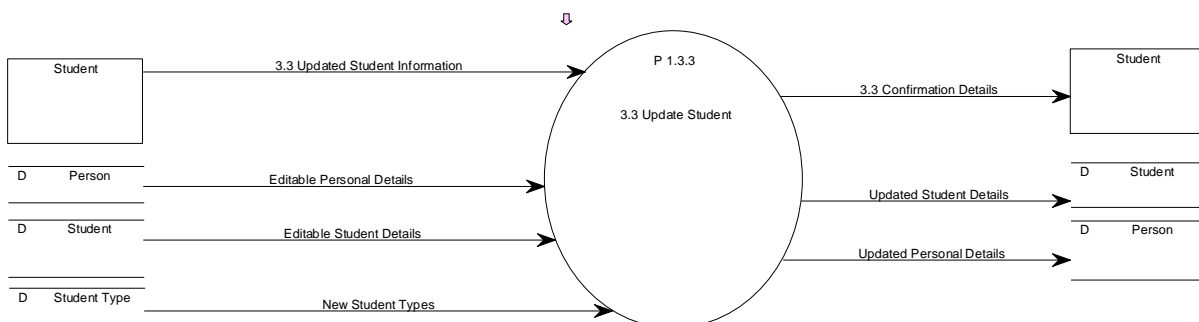 P 1.3.3
3.3 Update Student
Student
3.3 Updated Student Information
D Person
Editable Personal Details
D Student
Editable Student Details
D Student Type
New Student Types
3.3 Confirmation Details
Student
Updated Student Details
D Student
Updated Personal Details
D Person